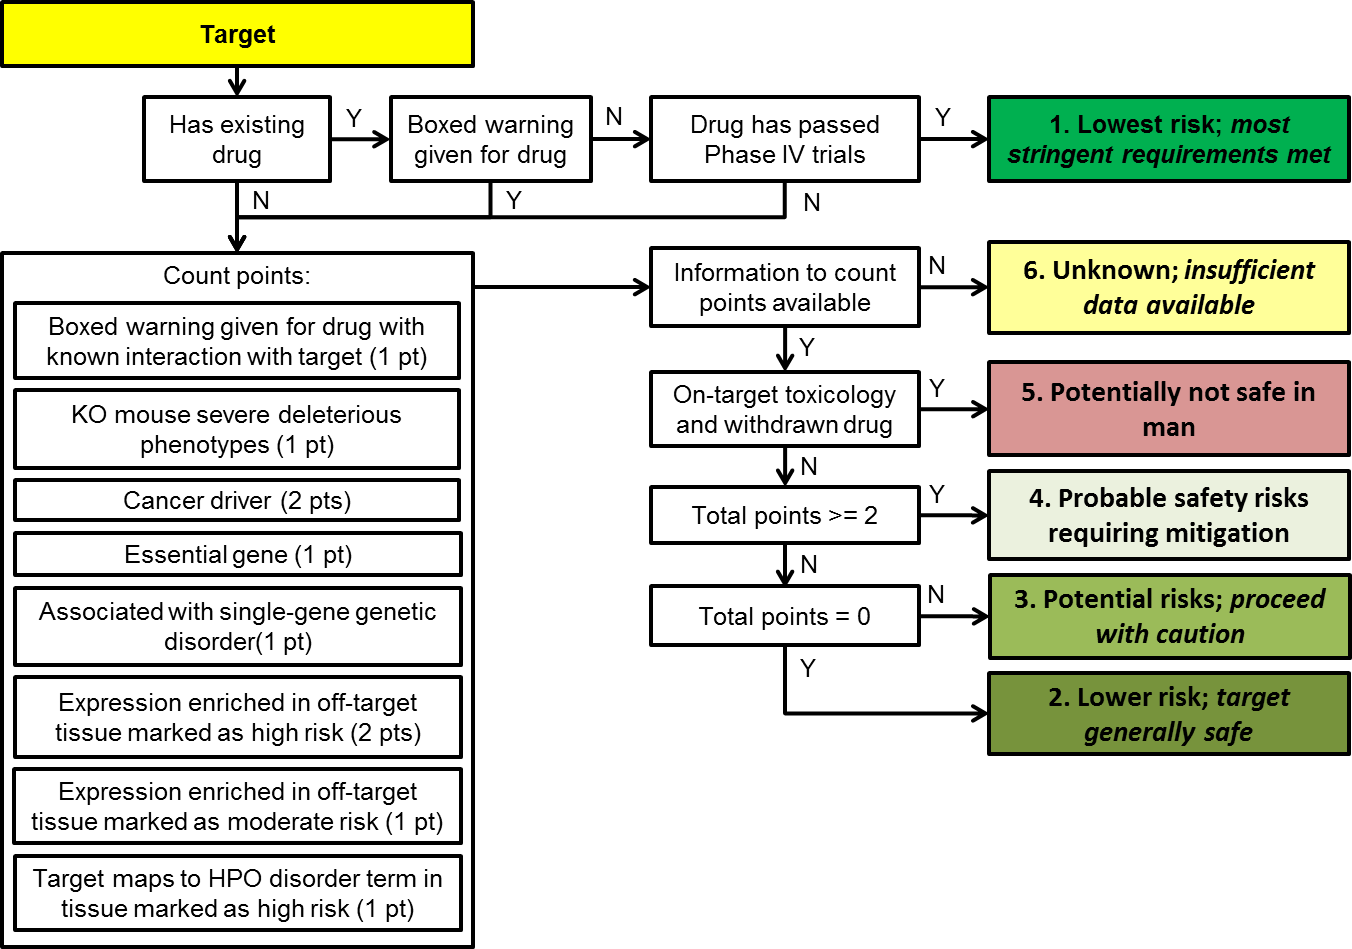 Target
Has existing
drug
Y
Boxed warning
given for drug
N
Drug has passed
Phase IV trials
Y
1. Lowest risk; most
stringent requirements met
N
Y
N
Count points:
Boxed warning given for drug with
known interaction with target (1 pt)
KO mouse severe deleterious
phenotypes (1 pt)
Cancer driver (2 pts)
Essential gene (1 pt)
Associated with single-gene genetic
disorder(1 pt)
Expression enriched in off-target
tissue marked as high risk (2 pts)
Expression enriched in off-target
tissue marked as moderate risk (1 pt)
Target maps to HPO disorder term in
tissue marked as high risk (1 pt)
Information to count
points available
N
6. Unknown; insufficient
data available
Y
On-target toxicology
and withdrawn drug
Y
5. Potentially not safe in
man
N
Total points >= 2
Y
4. Probable safety risks
requiring mitigation
N
Total points = 0
N
3. Potential risks; proceed
with caution
Y
2. Lower risk; target
generally safe